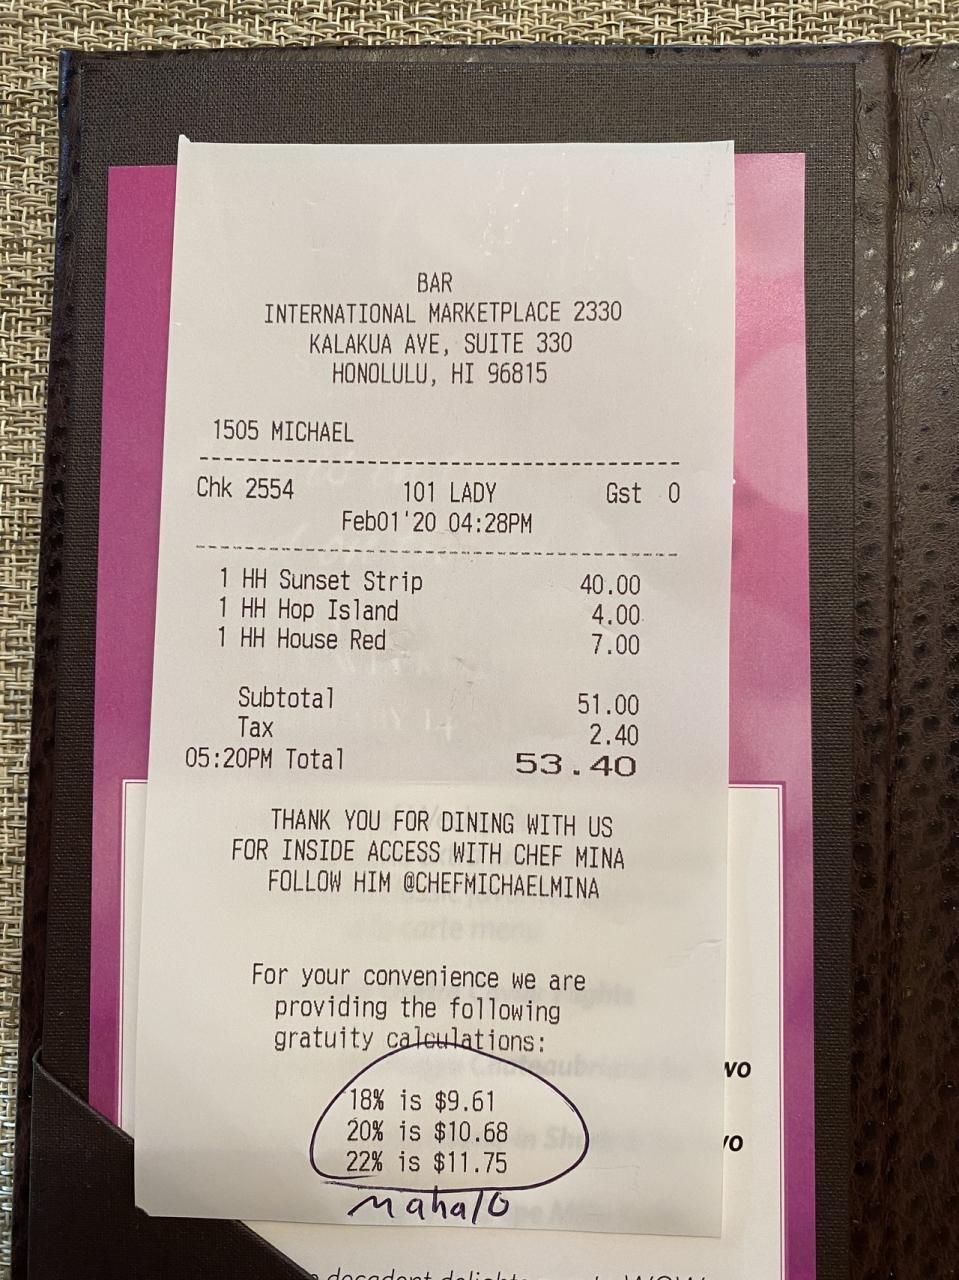 BAR
INTERNATIONAL MARKETPLACE 2330
KALAKUA AVE, SUITE 330
HONOLULU, HI 96815
1505 MICHAEL
Chk 2554 101 LADY Gst 0
Feb01'20 04:28PM
1 HH Sunset Strip 40.00
1 HH Hop Island 4.00
1 HH House Red 7.00
Subtotal 51.00
Tax 2.40
05:20PM Total 53.40
THANK YOU FOR DINING WITH US
FOR INSIDE ACCESS WITH CHEF MINA
FOLLOW HIM @CHEFMICHAELMINA
For your convenience we are
providing the following
gratuity calculations:
18% is $9.61
20% is $10.68
22% is $11.75
Mahalo